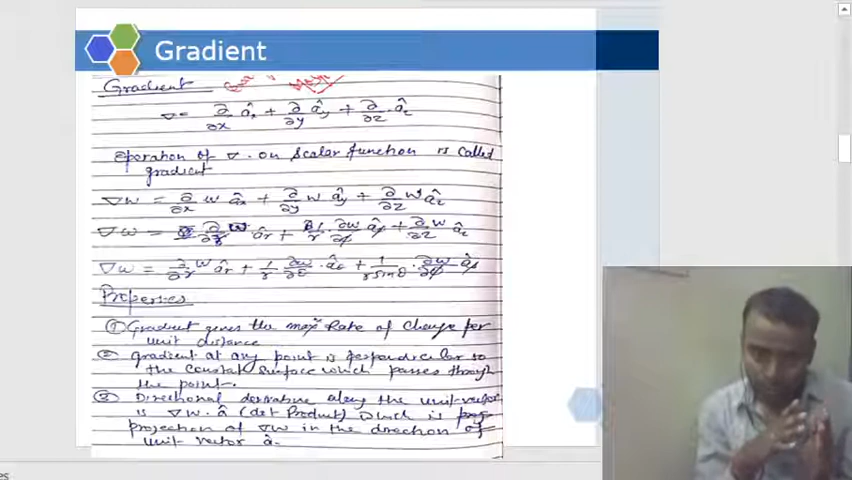 Gradient
Gradient
∇ = ∂/∂x âx + ∂/∂y ây + ∂/∂z . âz
Operation of ∇. on Scalar function is called
gradient
∇W = ∂/∂x W âx + ∂/∂y W ây + ∂/∂z W âz
∇W = ∂/∂r W âr + 1/r . ∂W/∂φ âφ + ∂/∂z W âz
∇W = ∂/∂r W âr + 1/r ∂W/∂θ . âθ + 1/r sinθ . ∂W/∂φ âφ
Properties
① Gradient gives the max^m Rate of change per
unit distance
② gradient at any point is perpendicular to
the constat surface which passes through
the point.
③ Directional derivative along the unit vector
is ∇W . â (dot Product) which is
projection of ∇W in the direction of
unit vector â.